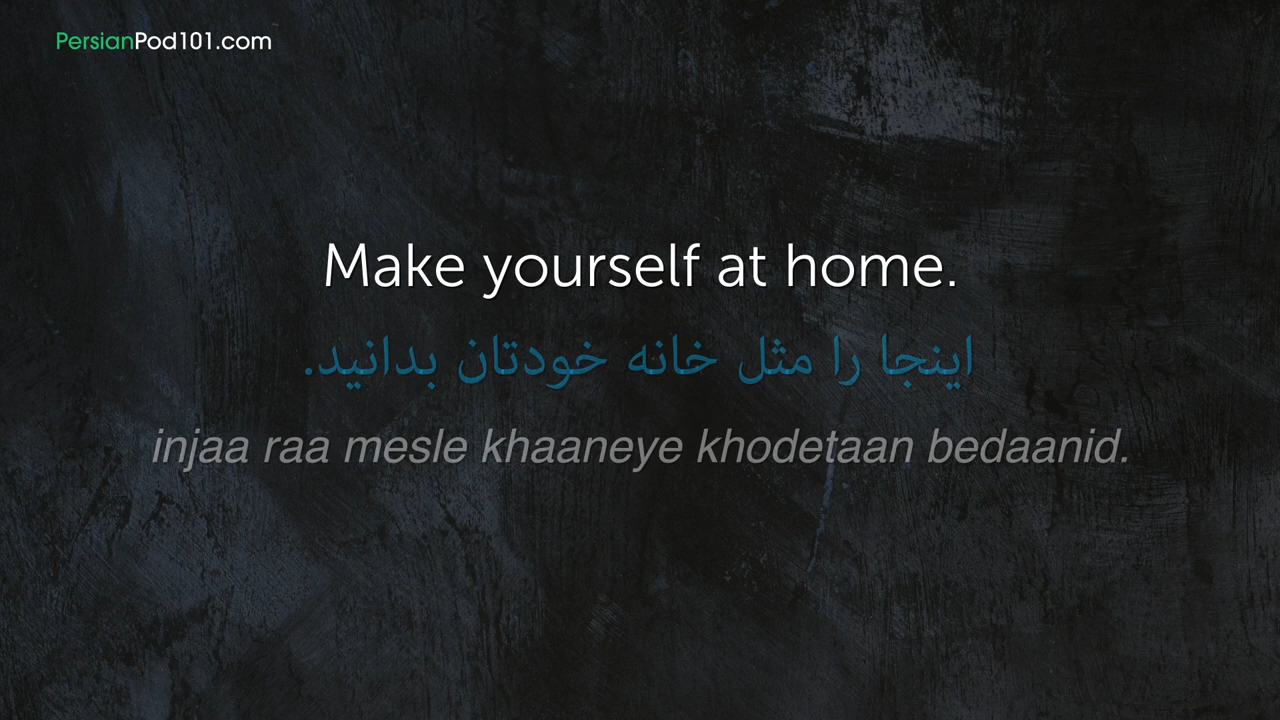 PersianPod101.com
Make yourself at home.
اینجا را مثل خانه خودتان بدانید.
injaa raa mesle khaaneye khodetaan bedaanid.